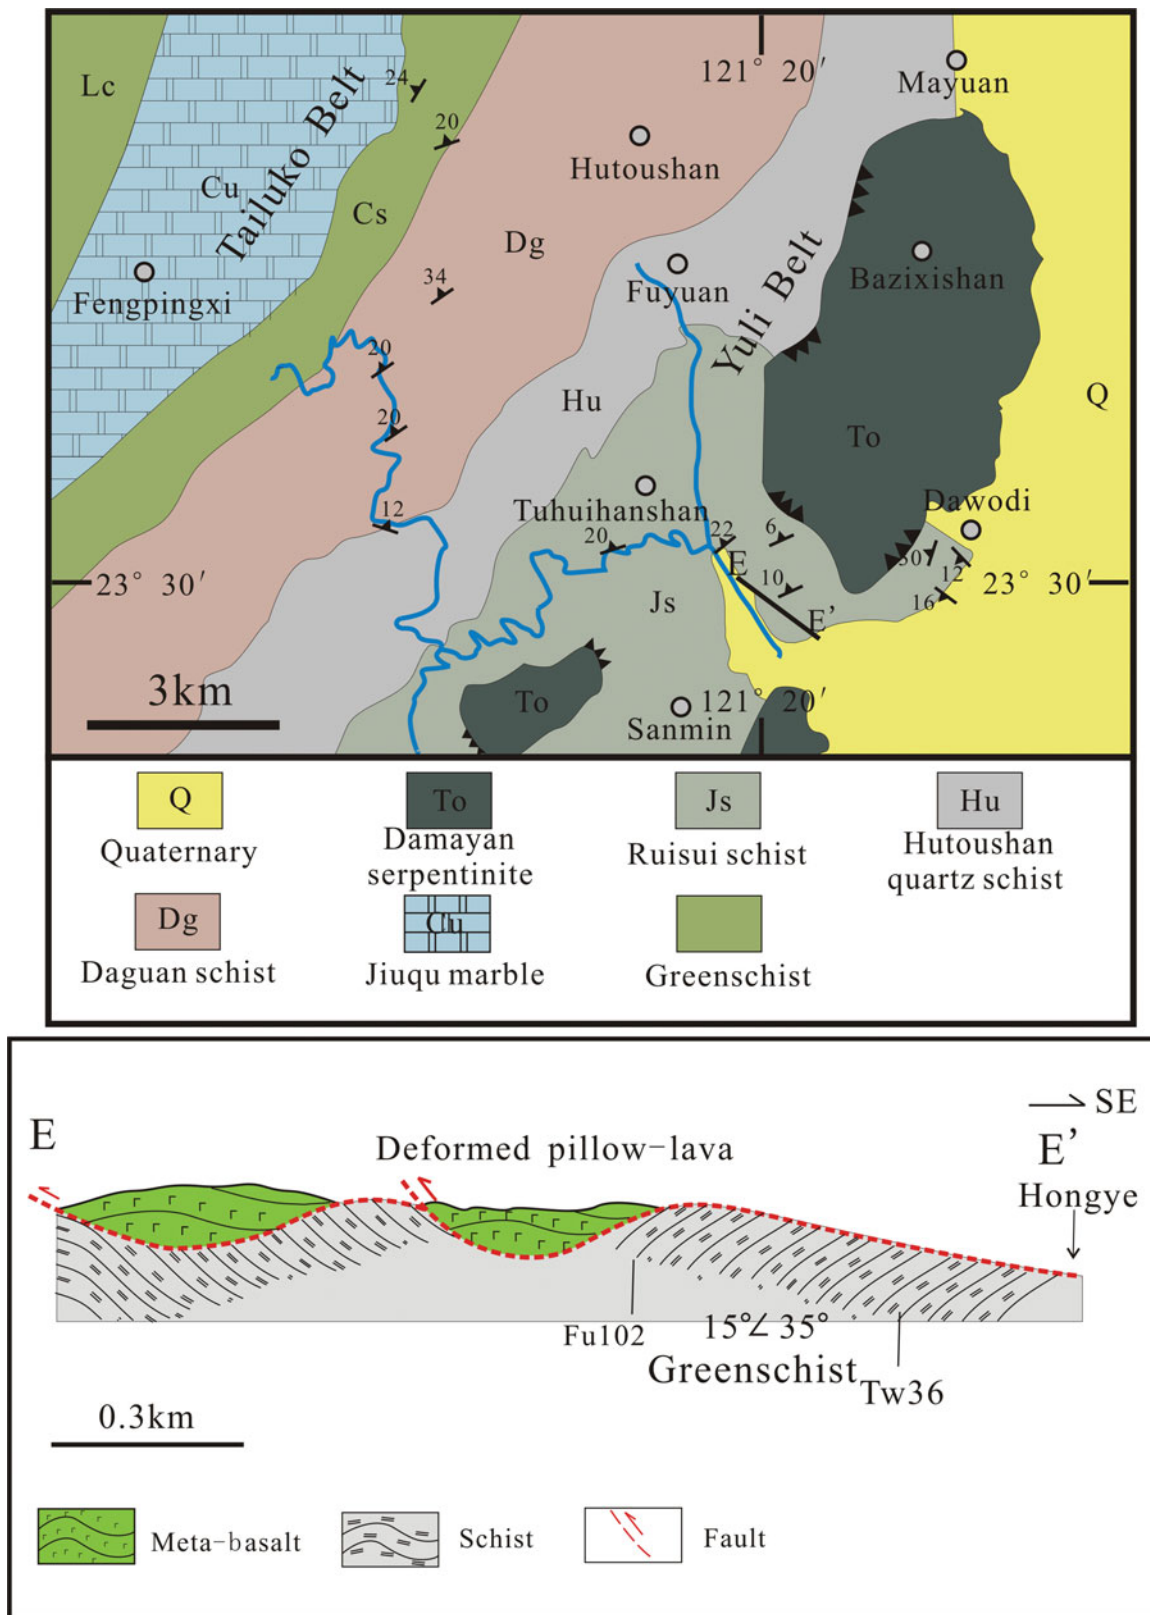 Lc
24
121° 20′
Mayuan
20
Hutoushan
Tailuko Belt
Cu
Cs
Dg
Bazixishan
Fengpingxi
34
Fuyuan
Yuli Belt
20
Hu
Q
20
To
Dawodi
Tuhuihanshan
12
20
22
6
30
12
23° 30′
E
10
16
23° 30′
Js
E’
3km
To
121° 20′
Sanmin
Q
To
Js
Hu
Quaternary
Damayan
serpentinite
Ruisui schist
Hutoushan
quartz schist
Dg
Cu
Daguan schist
Jiuqu marble
Greenschist
SE
E
E’
Deformed pillow-lava
Hongye
Fu102
15°∠ 35°
Greenschist
Tw36
0.3km
Meta-basalt
Schist
Fault